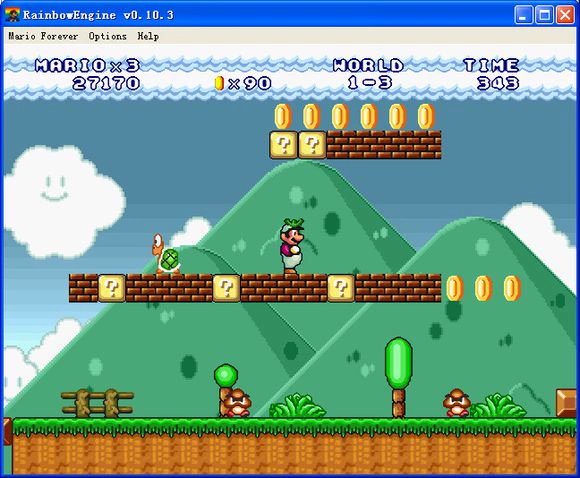 RainbowEngine v0.10.3
Mario Forever Options Help
MARIO×3 WORLD TIME
27170 ×90 1-3 343
? ?
? ? ?